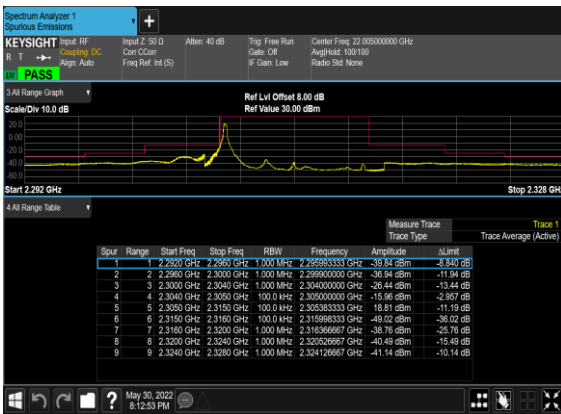 Spectrum Analyzer 1
Spurious Emissions
KEYSIGHT Input: RF Input Z: 50 Ω Atten: 40 dB Trig: Free Run Center Freq: 22.005000000 GHz
R T Coupling: DC Corr CCorr Gate: Off Avg|Hold: 100/100
Align: Auto Freq Ref: Int (S) IF Gain: Low Radio Std: None
PASS
3 All Range Graph
Ref Lvl Offset 8.00 dB
Scale/Div 10.0 dB Ref Value 30.00 dBm
20.0
0.00
-20.0
-40.0
-60.0
Start 2.292 GHz Stop 2.328 GH
4 All Range Table
Measure Trace Trace 1
Trace Type Trace Average (Active)
Spur Range Start Freq Stop Freq RBW Frequency Amplitude ΔLimit
1 1 2.2920 GHz 2.2960 GHz 1.000 MHz 2.295993333 GHz -39.84 dBm -8.840 dB
2 2 2.2960 GHz 2.3000 GHz 1.000 MHz 2.299900000 GHz -36.94 dBm -11.94 dB
3 3 2.3000 GHz 2.3040 GHz 1.000 MHz 2.304000000 GHz -26.44 dBm -13.44 dB
4 4 2.3040 GHz 2.3050 GHz 100.0 kHz 2.305000000 GHz -15.96 dBm -2.957 dB
5 5 2.3050 GHz 2.3150 GHz 100.0 kHz 2.305383333 GHz 18.81 dBm -11.19 dB
6 6 2.3150 GHz 2.3160 GHz 100.0 kHz 2.315998333 GHz -49.02 dBm -36.02 dB
7 7 2.3160 GHz 2.3200 GHz 1.000 MHz 2.316366667 GHz -38.76 dBm -25.76 dB
8 8 2.3200 GHz 2.3240 GHz 1.000 MHz 2.320526667 GHz -40.49 dBm -15.49 dB
9 9 2.3240 GHz 2.3280 GHz 1.000 MHz 2.324126667 GHz -41.14 dBm -10.14 dB
May 30, 2022
8:12:53 PM